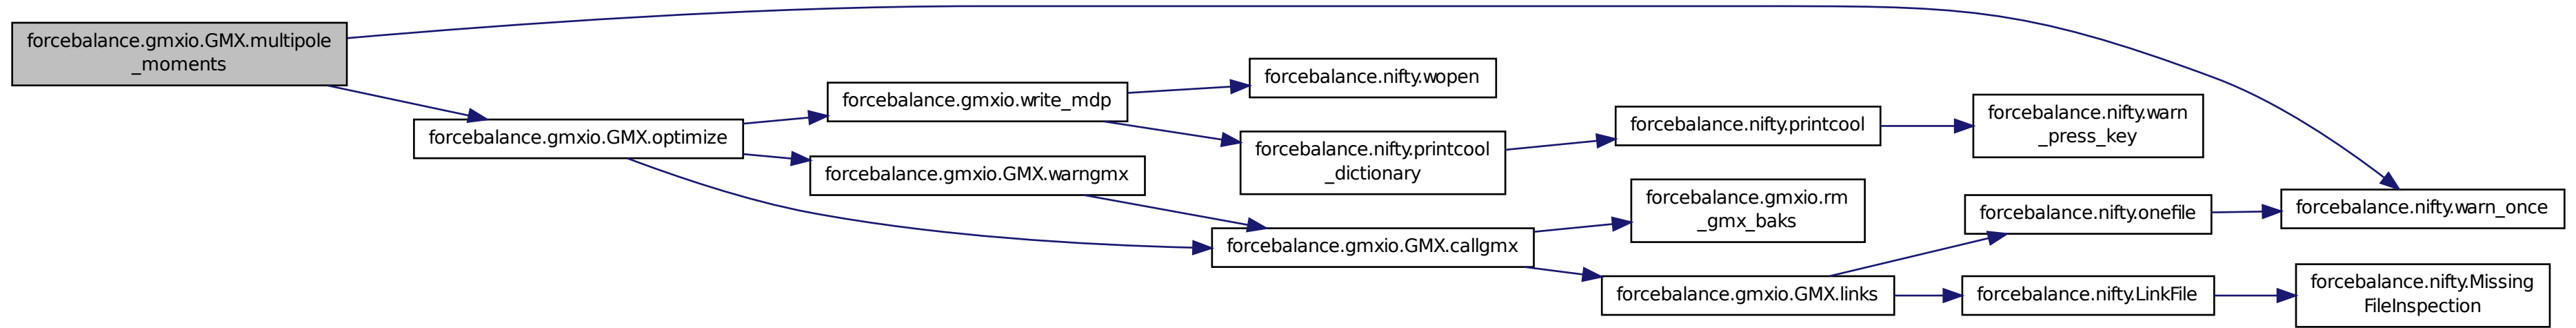 forcebalance.gmxio.GMX.multipole
_moments
forcebalance.gmxio.GMX.optimize
forcebalance.gmxio.write_mdp
forcebalance.gmxio.GMX.warngmx
forcebalance.nifty.wopen
forcebalance.nifty.printcool
_dictionary
forcebalance.gmxio.GMX.callgmx
forcebalance.nifty.printcool
forcebalance.gmxio.rm
_gmx_baks
forcebalance.gmxio.GMX.links
forcebalance.nifty.warn
_press_key
forcebalance.nifty.onefile
forcebalance.nifty.LinkFile
forcebalance.nifty.warn_once
forcebalance.nifty.Missing
FileInspection